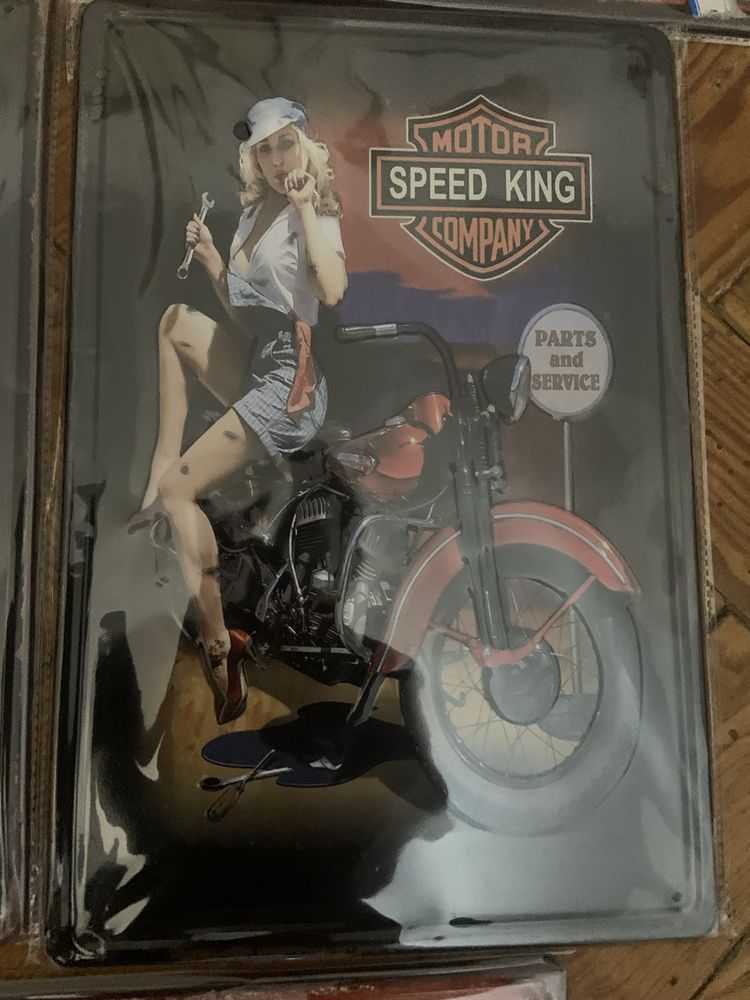 MOTOR
SPEED KING
COMPANY
PARTS
and
SERVICE